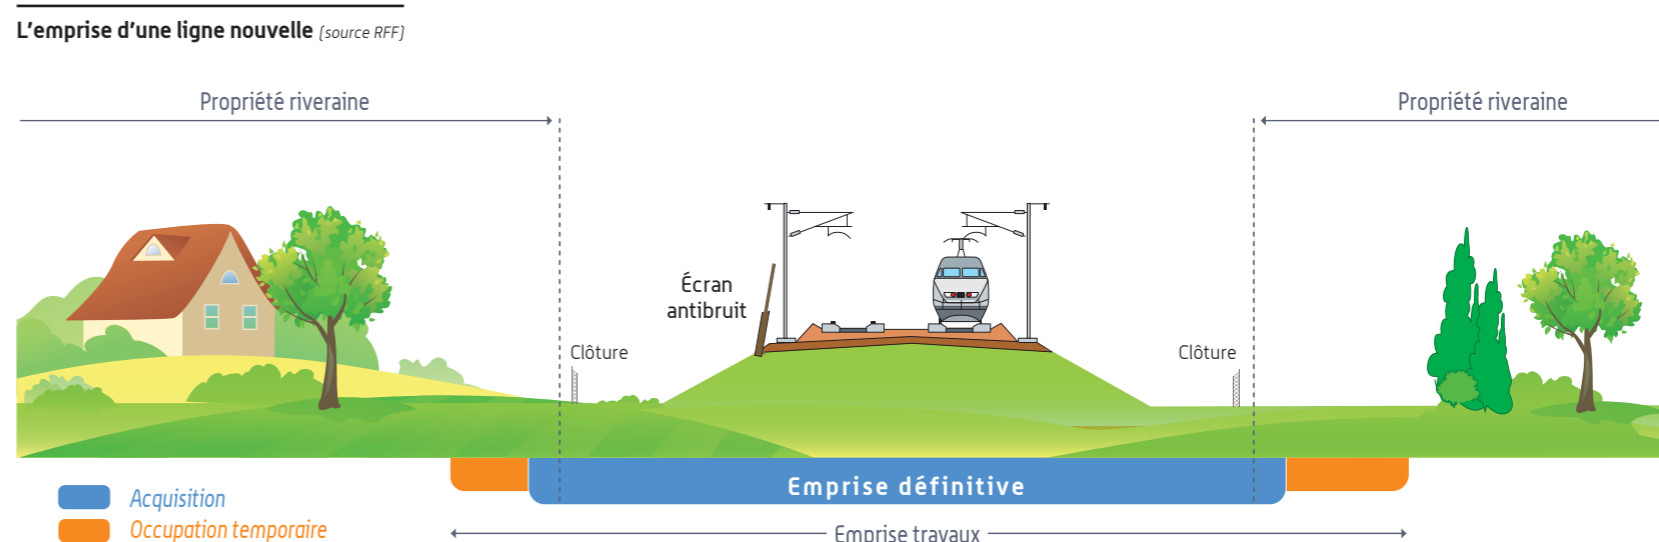 L'emprise d'une ligne nouvelle (source RFF)
Propriété riveraine
Propriété riveraine
Écran
antibruit
Clôture
Clôture
Emprise définitive
Acquisition
Occupation temporaire
Emprise travaux